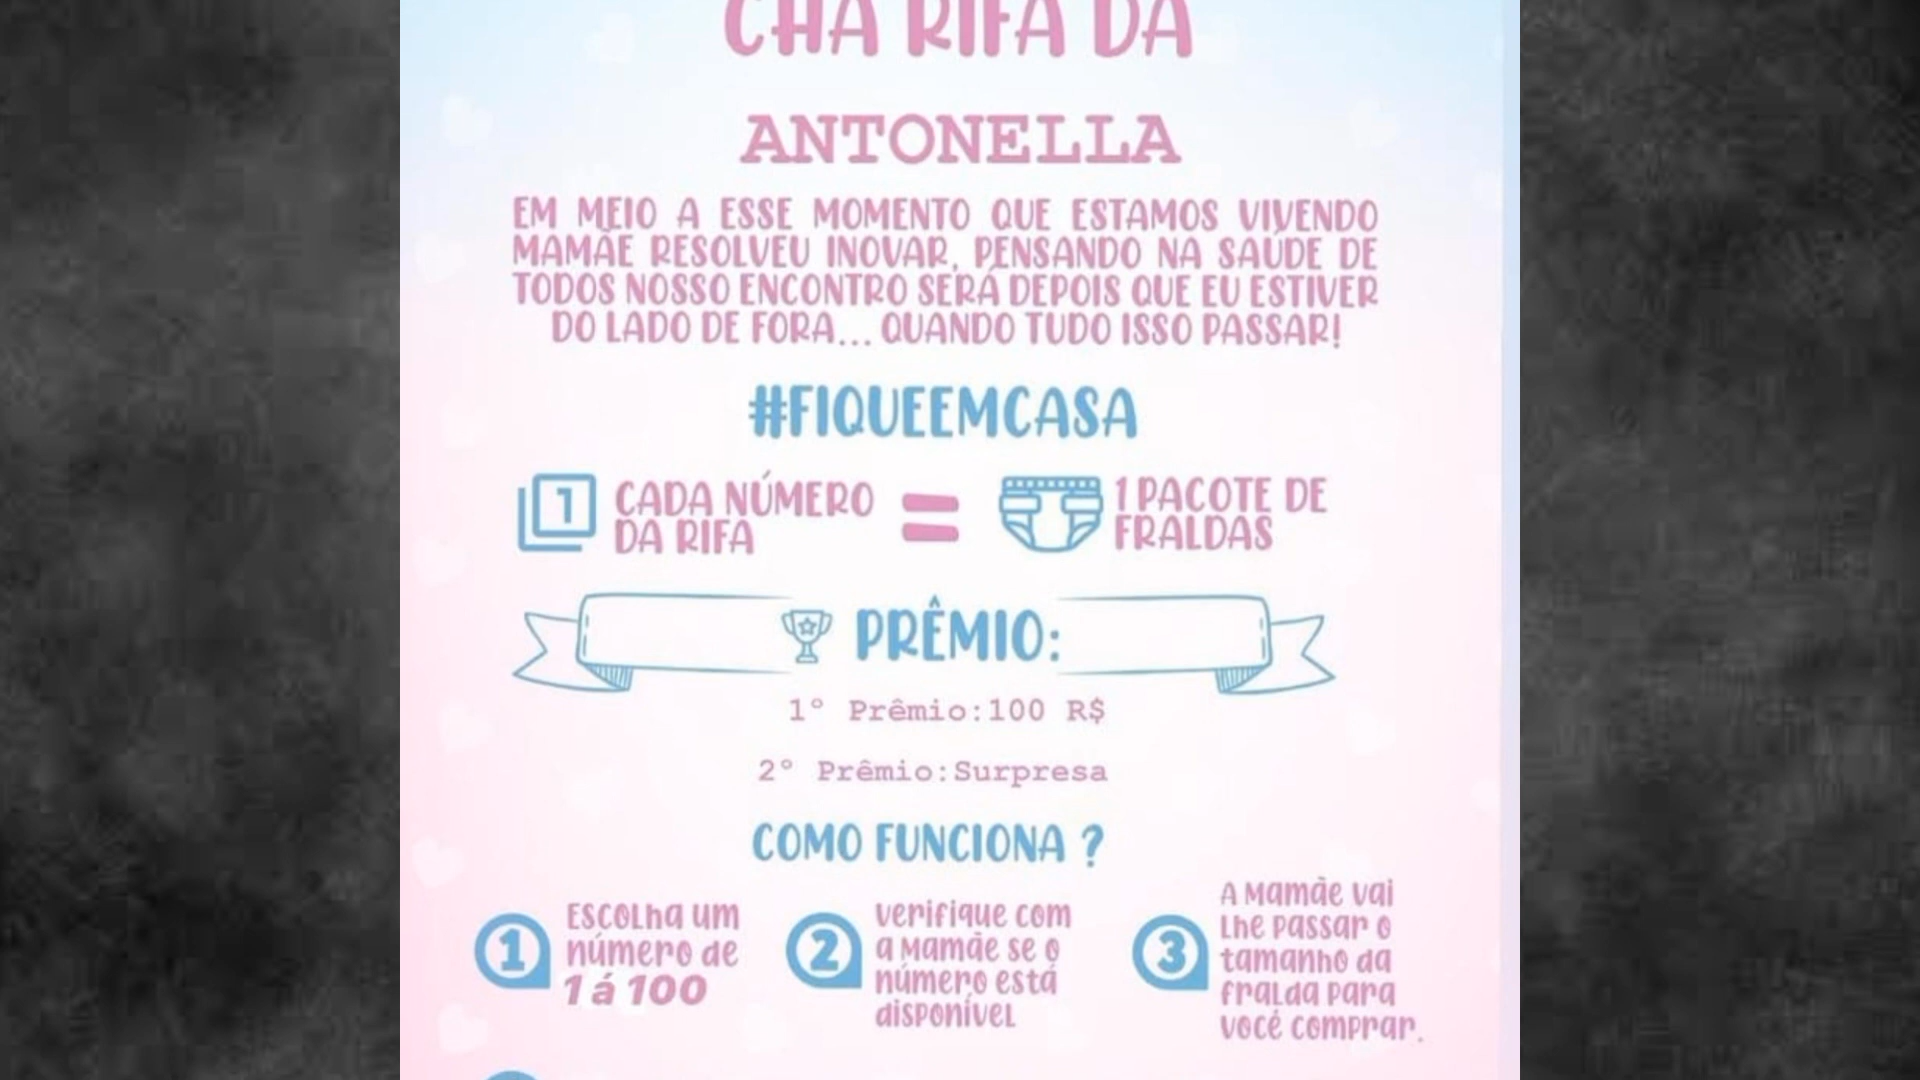 CHÁ RIFA DA
ANTONELLA
EM MEIO A ESSE MOMENTO QUE ESTAMOS VIVENDO
MAMÃE RESOLVEU INOVAR, PENSANDO NA SAÚDE DE
TODOS NOSSO ENCONTRO SERÁ DEPOIS QUE EU ESTIVER
DO LADO DE FORA... QUANDO TUDO ISSO PASSAR!
#FIQUEEMCASA
1
CADA NÚMERO
DA RIFA
=
1 PACOTE DE
FRALDAS
PRÊMIO:
1° Prêmio:100 R$
2° Prêmio:Surpresa
COMO FUNCIONA ?
1
Escolha um
número de
1 á 100
2
verifique com
a Mamãe se o
número está
disponível
3
A Mamãe vai
lhe passar o
tamanho da
fralda para
você comprar.